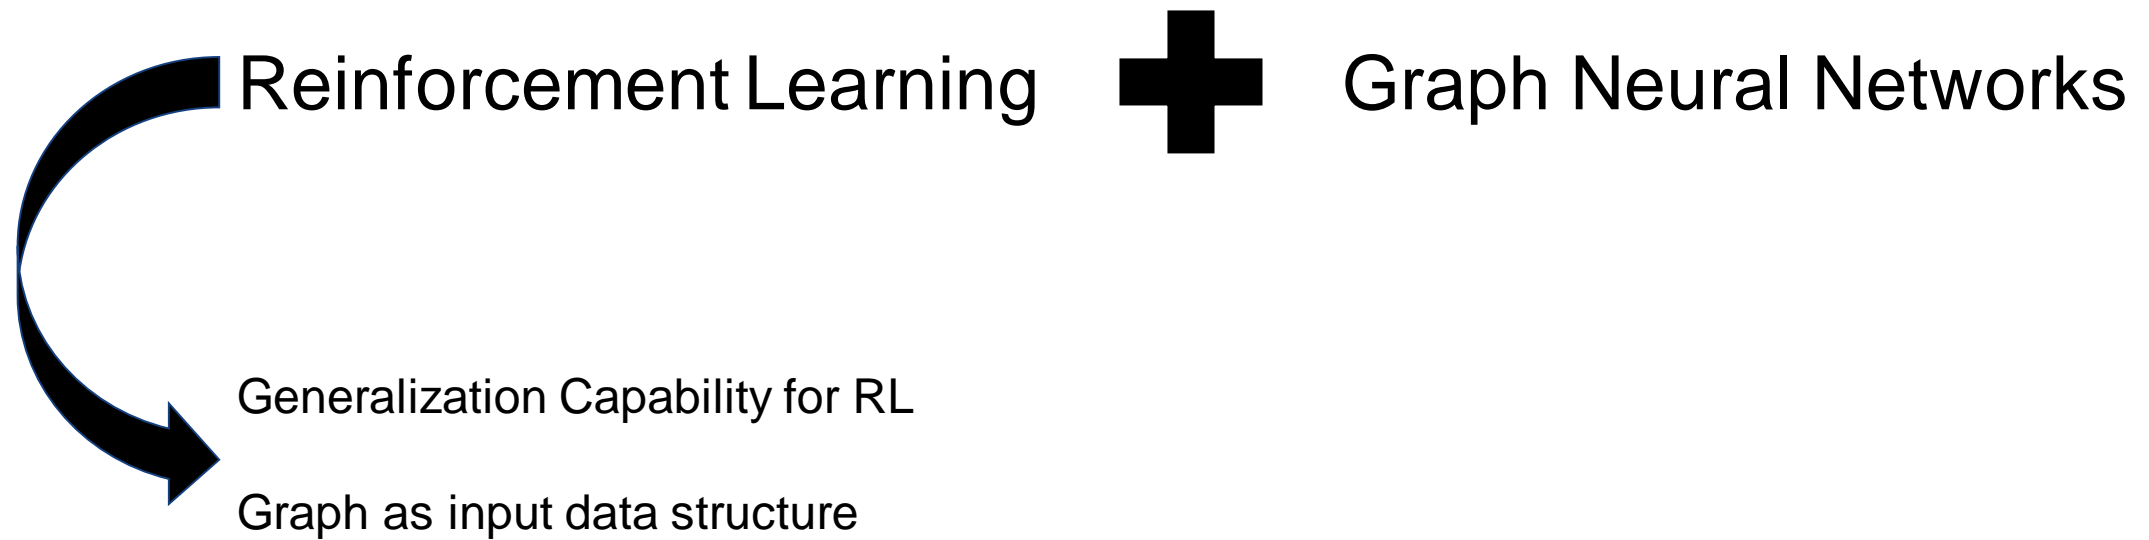 Reinforcement Learning Graph Neural Networks
Generalization Capability for RL
Graph as input data structure